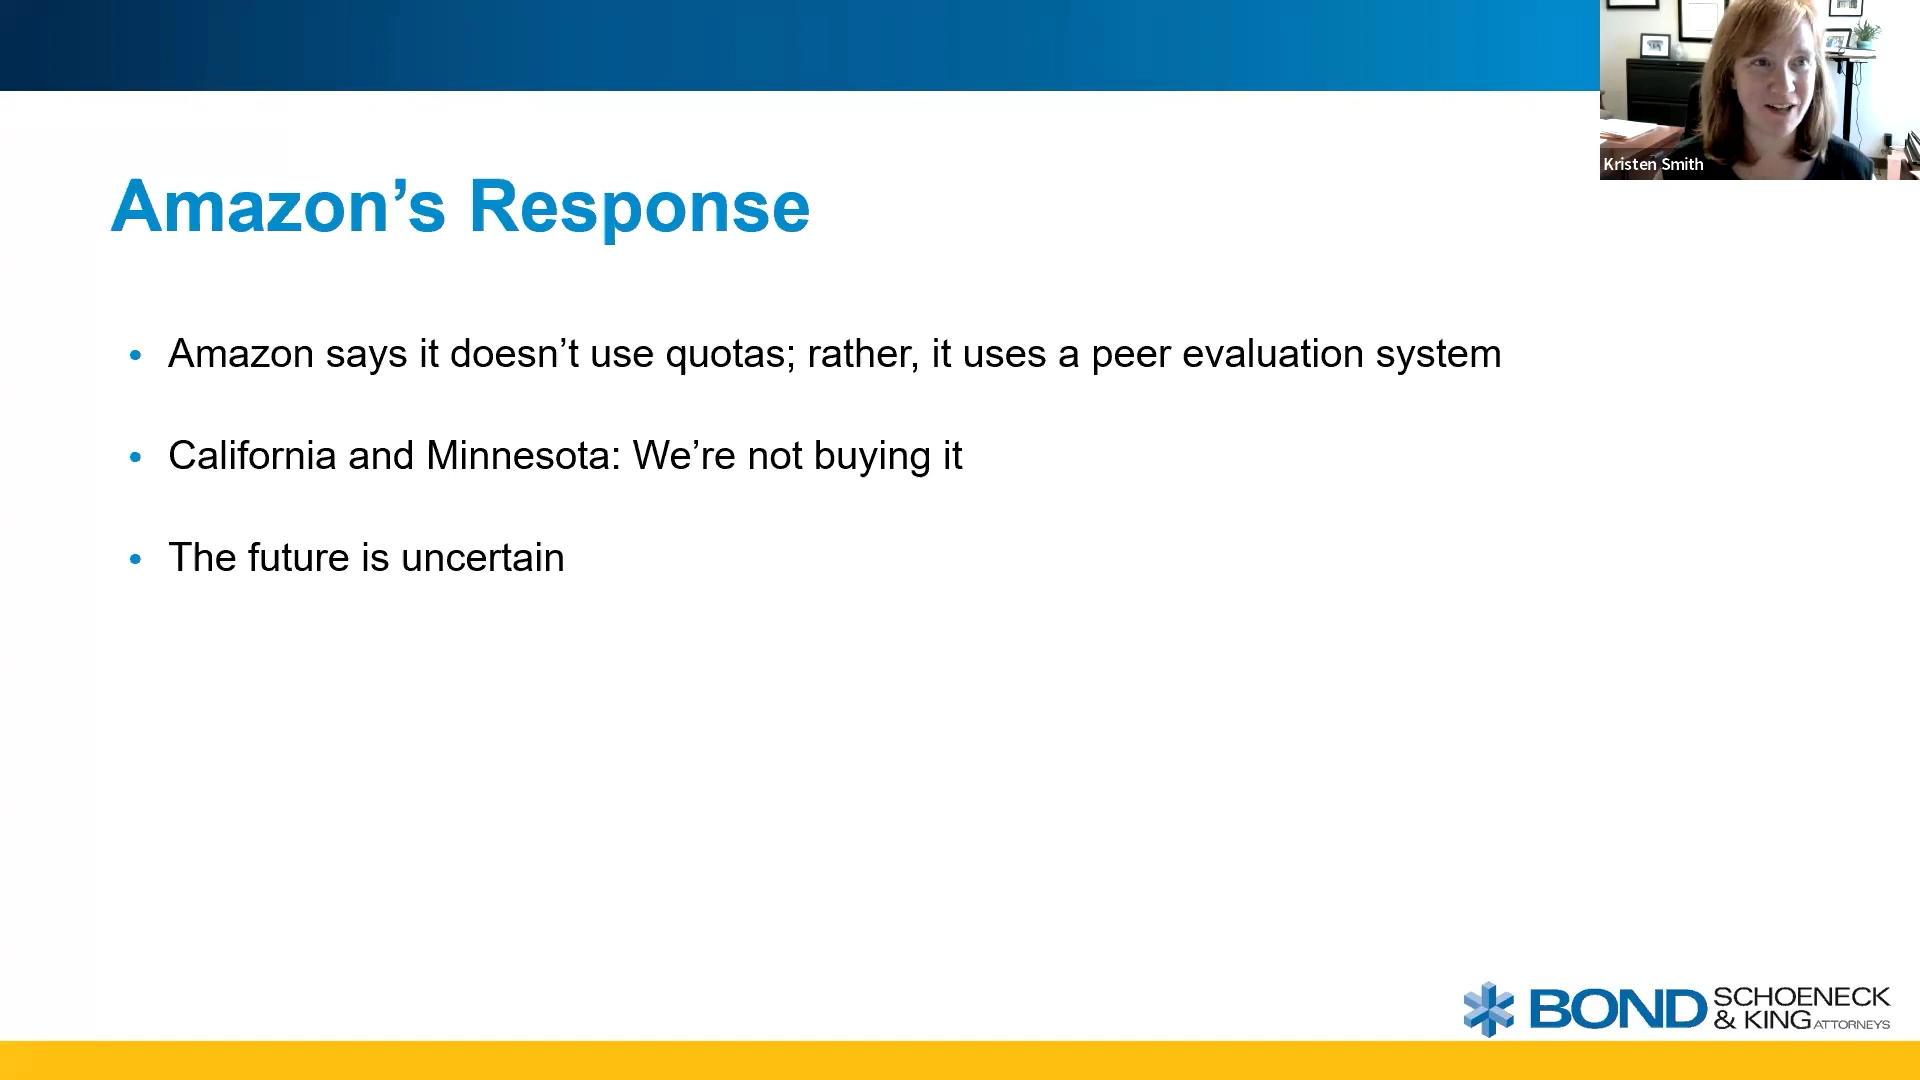 Kristen Smith
Amazon’s Response
• Amazon says it doesn’t use quotas; rather, it uses a peer evaluation system
• California and Minnesota: We’re not buying it
• The future is uncertain
BOND SCHOENECK
& KING ATTORNEYS